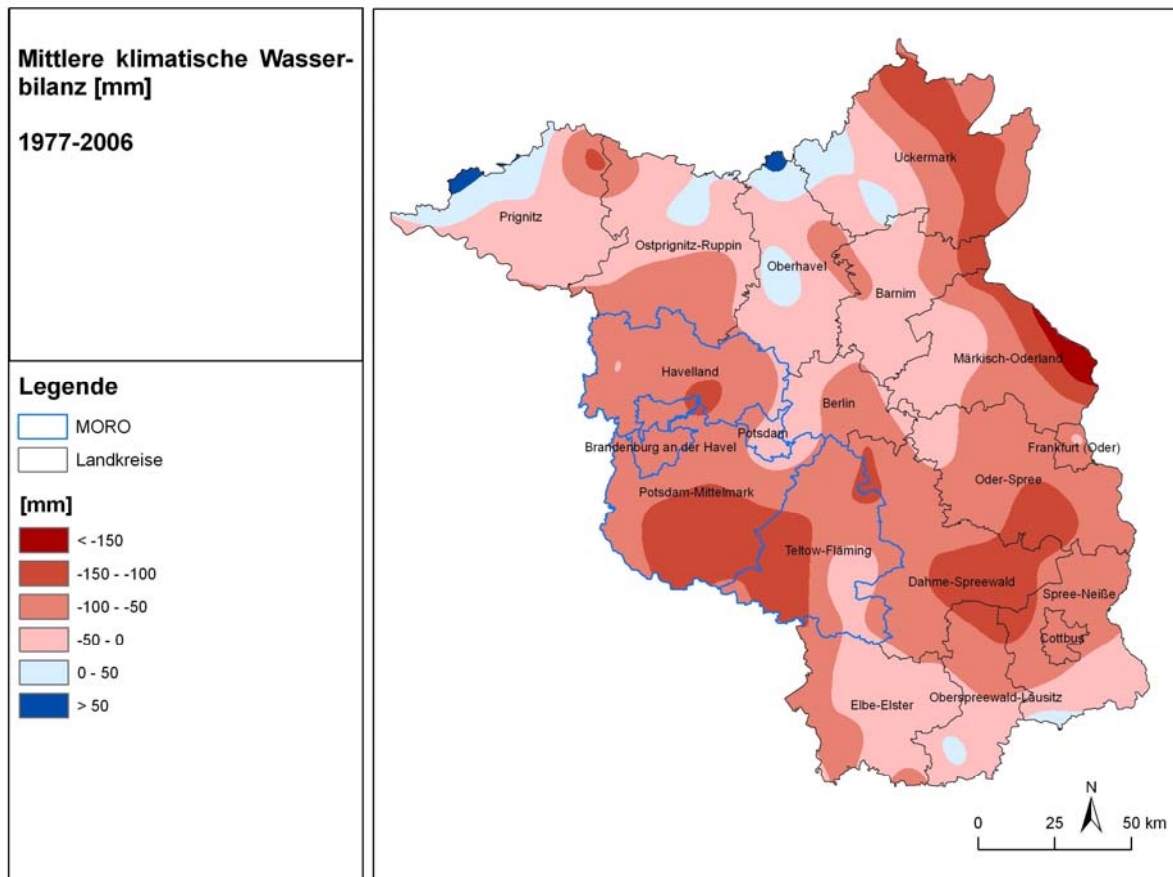 Mittlere klimatische Wasser-
bilanz [mm]
1977-2006
Legende
MORO
Landkreise
[mm]
< -150
-150 - -100
-100 - -50
-50 - 0
0 - 50
> 50
Uckermark
Prignitz
Ostprignitz-Ruppin
Oberhavel
Barnim
Märkisch-Oderland
Havelland
Berlin
Potsdam
Brandenburg an der Havel
Frankfurt (Oder)
Oder-Spree
Potsdam-Mittelmark
Teltow-Fläming
Dahme-Spreewald
Spree-Neiße
Cottbus
Oberspreewald-Lausitz
Elbe-Elster
N
0 25 50 km